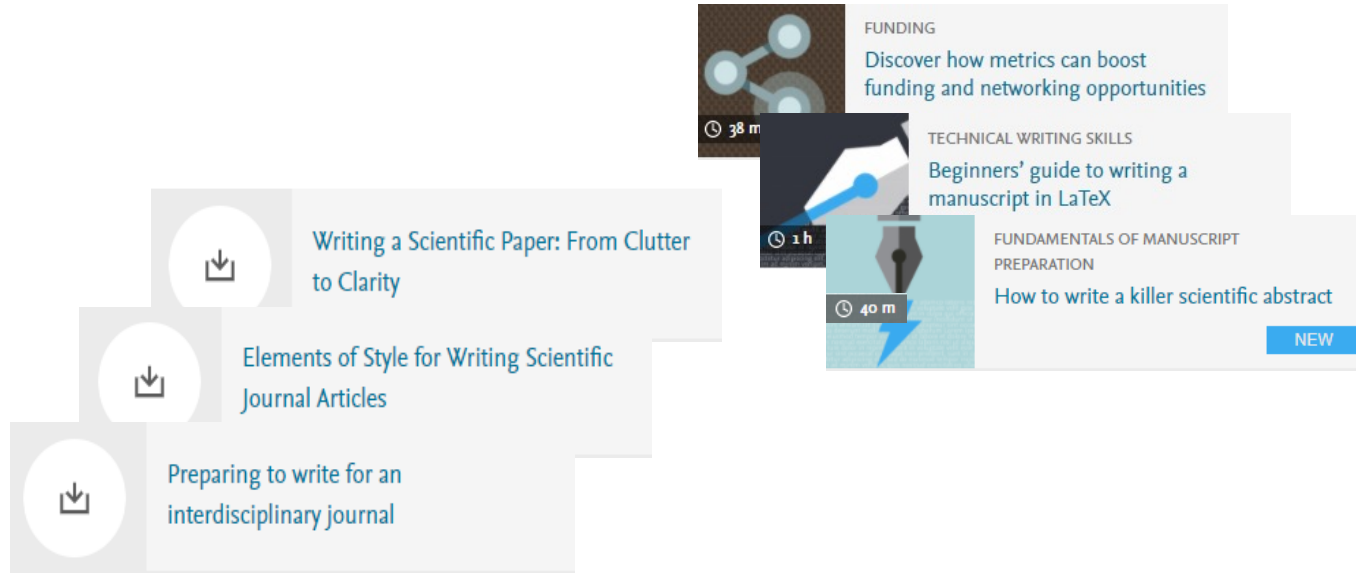 FUNDING
Discover how metrics can boost
funding and networking opportunities
38 m
TECHNICAL WRITING SKILLS
Beginners’ guide to writing a
manuscript in LaTeX
1 h
FUNDAMENTALS OF MANUSCRIPT
PREPARATION
How to write a killer scientific abstract
40 m
NEW
Writing a Scientific Paper: From Clutter
to Clarity
Elements of Style for Writing Scientific
Journal Articles
Preparing to write for an
interdisciplinary journal